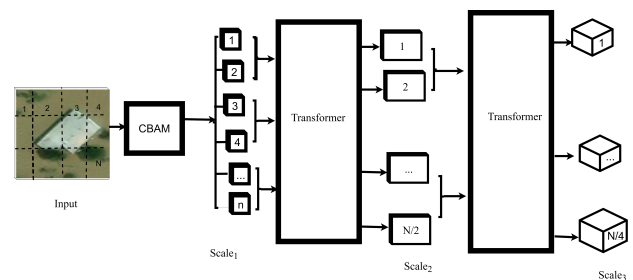 1 2 3 4
N
Input
CBAM
1
2
3
4
...
n
Scale1
Transformer
1
2
...
N/2
Scale2
Transformer
1
...
N/4
Scale3